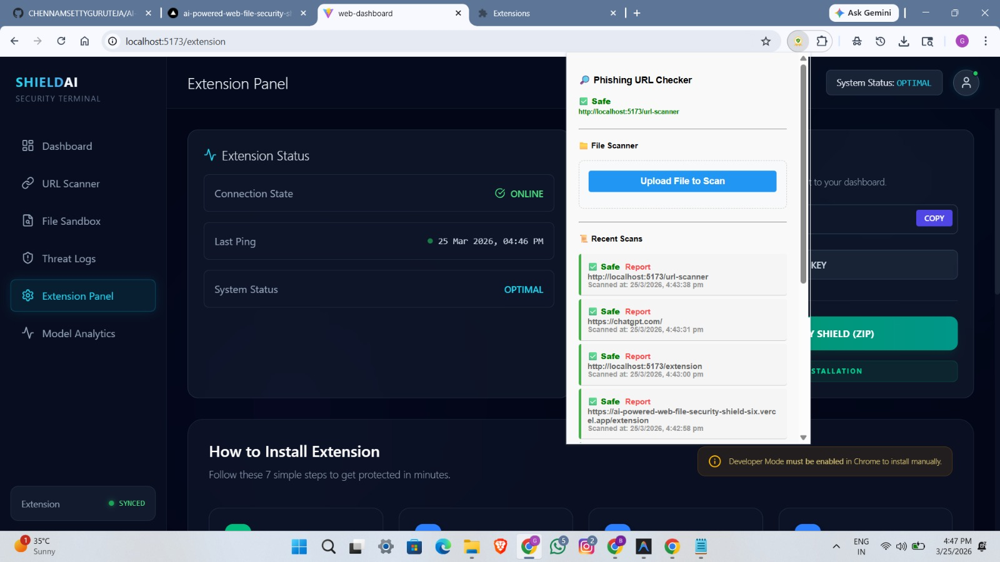 CHENNAMSETTYGURUTEJA/AI-
ai-powered-web-file-security-sh
web-dashboard
Extensions
Ask Gemini
localhost:5173/extension
G
SHIELDAI
SECURITY TERMINAL
Dashboard
URL Scanner
File Sandbox
Threat Logs
Extension Panel
Model Analytics
Extension
SYNCED
Extension Panel
System Status: OPTIMAL
Extension Status
Connection State
ONLINE
Last Ping
25 Mar 2026, 04:46 PM
System Status
OPTIMAL
Phishing URL Checker
Safe
http://localhost:5173/url-scanner
File Scanner
Upload File to Scan
Recent Scans
Safe Report
http://localhost:5173/url-scanner
Scanned at: 25/3/2026, 4:43:38 pm
Safe Report
https://chatgpt.com/
Scanned at: 25/3/2026, 4:43:31 pm
Safe Report
http://localhost:5173/extension
Scanned at: 25/3/2026, 4:43:00 pm
Safe Report
https://ai-powered-web-file-security-shield-six.verc
el.app/extension
Scanned at: 25/3/2026, 4:42:58 pm
t to your dashboard.
COPY
KEY
Y SHIELD (ZIP)
STALLATION
How to Install Extension
Follow these 7 simple steps to get protected in minutes.
Developer Mode must be enabled in Chrome to install manually.
1
35°C
Sunny
G
5
2
B
ENG
IN
4:47 PM
3/25/2026